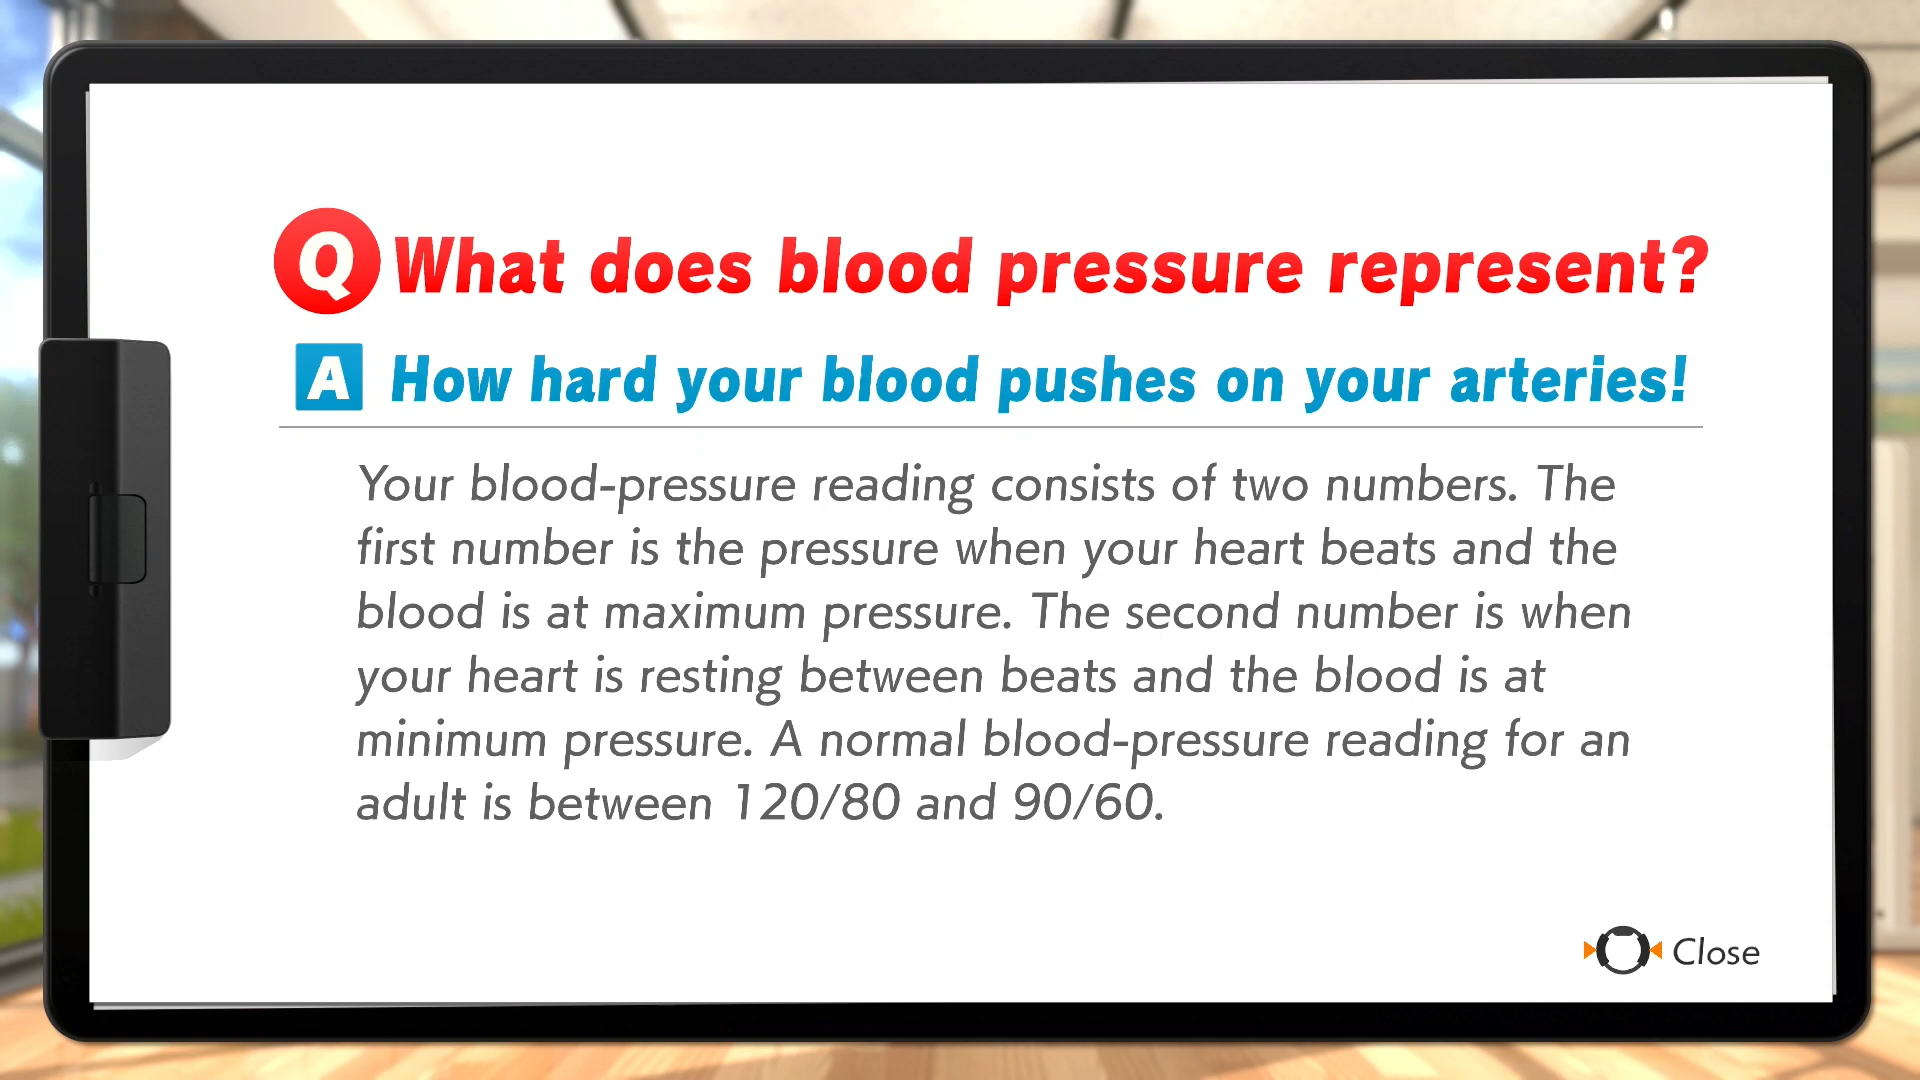 Q What does blood pressure represent?
A How hard your blood pushes on your arteries!
Your blood-pressure reading consists of two numbers. The
first number is the pressure when your heart beats and the
blood is at maximum pressure. The second number is when
your heart is resting between beats and the blood is at
minimum pressure. A normal blood-pressure reading for an
adult is between 120/80 and 90/60.
Close